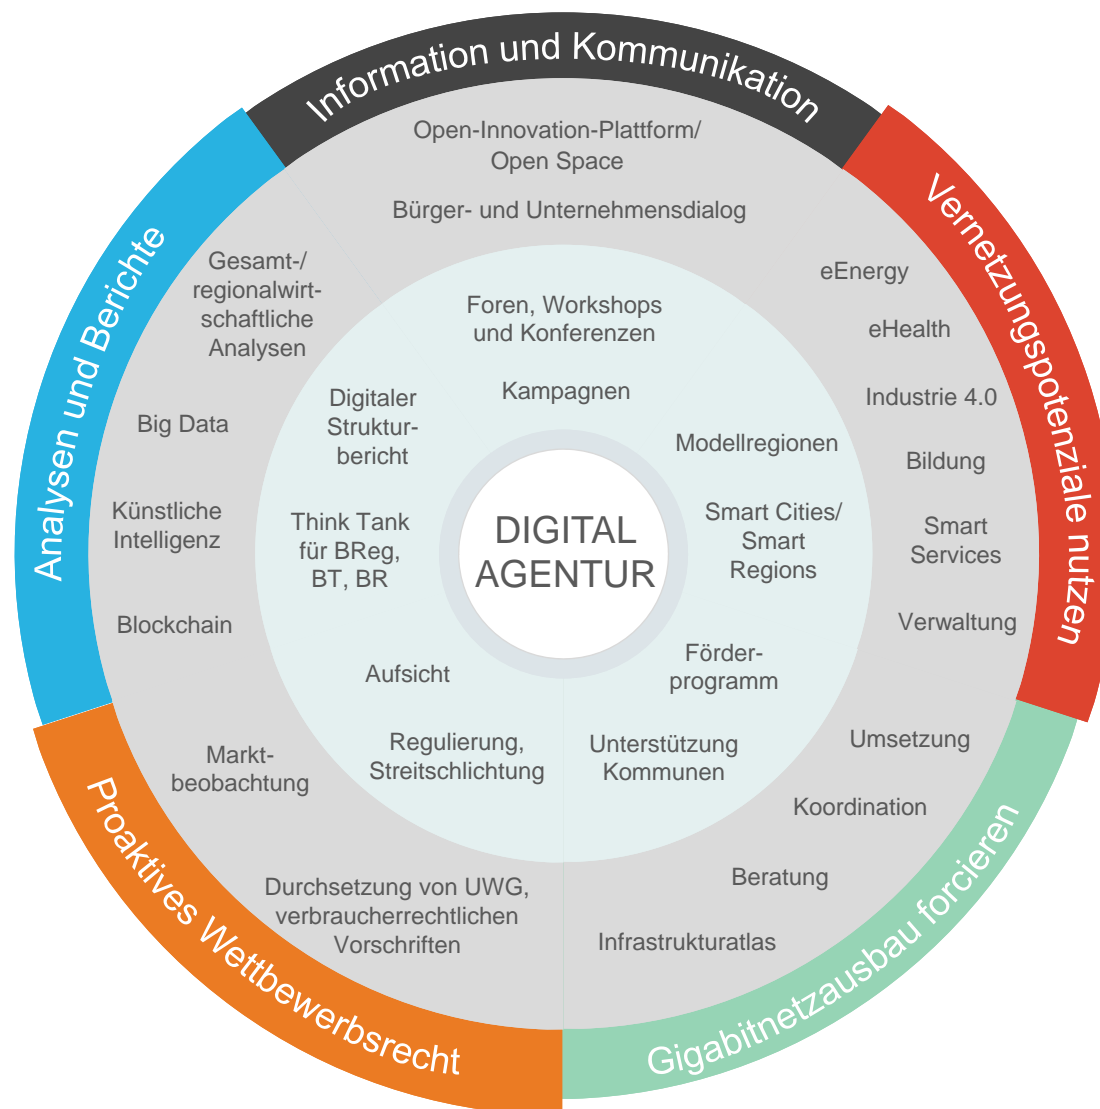 Information und Kommunikation
Open-Innovation-Plattform/
Open Space
Bürger- und Unternehmensdialog
Foren, Workshops
und Konferenzen
Kampagnen
Vernetzungspotenziale nutzen
eEnergy
eHealth
Industrie 4.0
Bildung
Smart
Services
Verwaltung
Modellregionen
Smart Cities/
Smart
Regions
Gigabitnetzausbau forcieren
Umsetzung
Koordination
Beratung
Infrastrukturatlas
Förder-
programm
Unterstützung
Kommunen
Proaktives Wettbewerbsrecht
Markt-
beobachtung
Durchsetzung von UWG,
verbraucherrechtlichen
Vorschriften
Aufsicht
Regulierung,
Streitschlichtung
Analysen und Berichte
Gesamt-/
regionalwirt-
schaftliche
Analysen
Big Data
Künstliche
Intelligenz
Blockchain
Digitaler
Struktur-
bericht
Think Tank
für BReg,
BT, BR
DIGITAL
AGENTUR